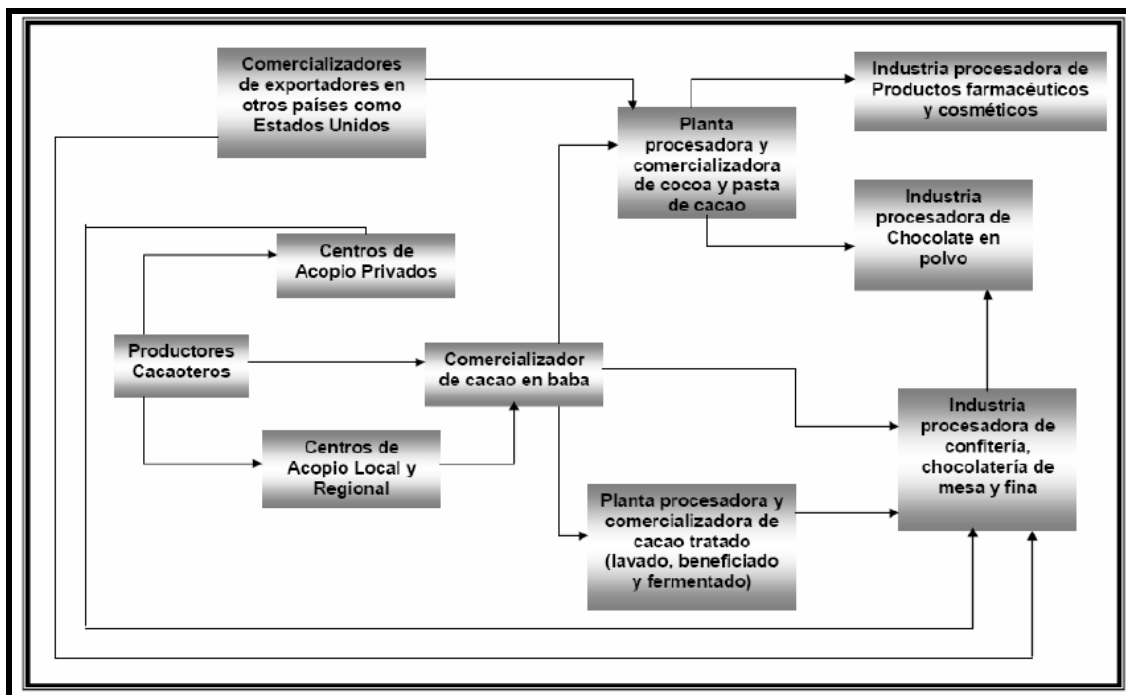 Comercializadores
de exportadores en
otros países como
Estados Unidos
Industria procesadora de
Productos farmacéuticos
y cosméticos
Planta
procesadora y
comercializadora
de cocoa y pasta
de cacao
Industria
procesadora de
Chocolate en
polvo
Centros de
Acopio Privados
Productores
Cacaoteros
Comercializador
de cacao en baba
Industria
procesadora de
confitería,
chocolatería de
mesa y fina
Centros de
Acopio Local y
Regional
Planta procesadora y
comercializadora de
cacao tratado
(lavado, beneficiado
y fermentado)